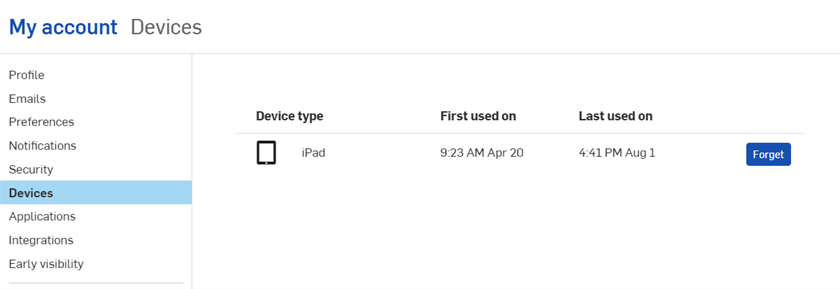 My account Devices
Profile
Emails
Preferences
Notifications
Security
Devices
Applications
Integrations
Early visibility
Device type First used on Last used on
iPad 9:23 AM Apr 20 4:41 PM Aug 1 Forget